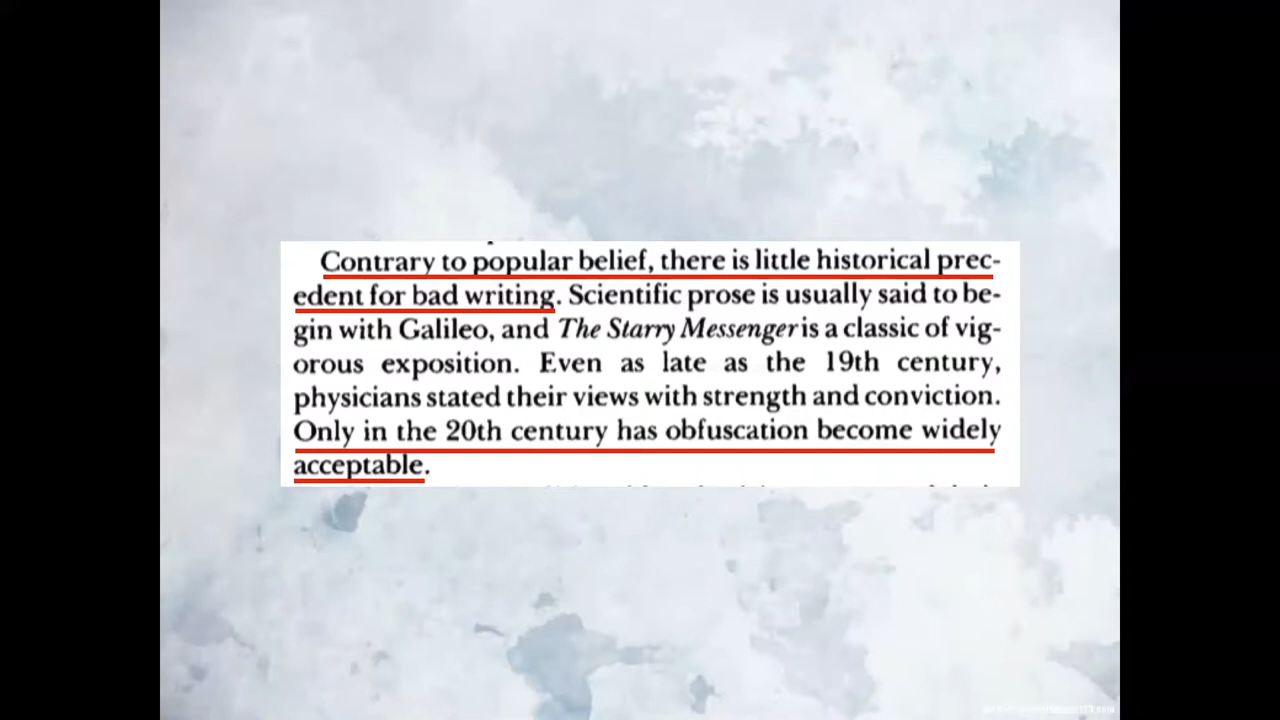 Contrary to popular belief, there is little historical prec-
edent for bad writing. Scientific prose is usually said to be-
gin with Galileo, and The Starry Messenger is a classic of vig-
orous exposition. Even as late as the 19th century,
physicians stated their views with strength and conviction.
Only in the 20th century has obfuscation become widely
acceptable.